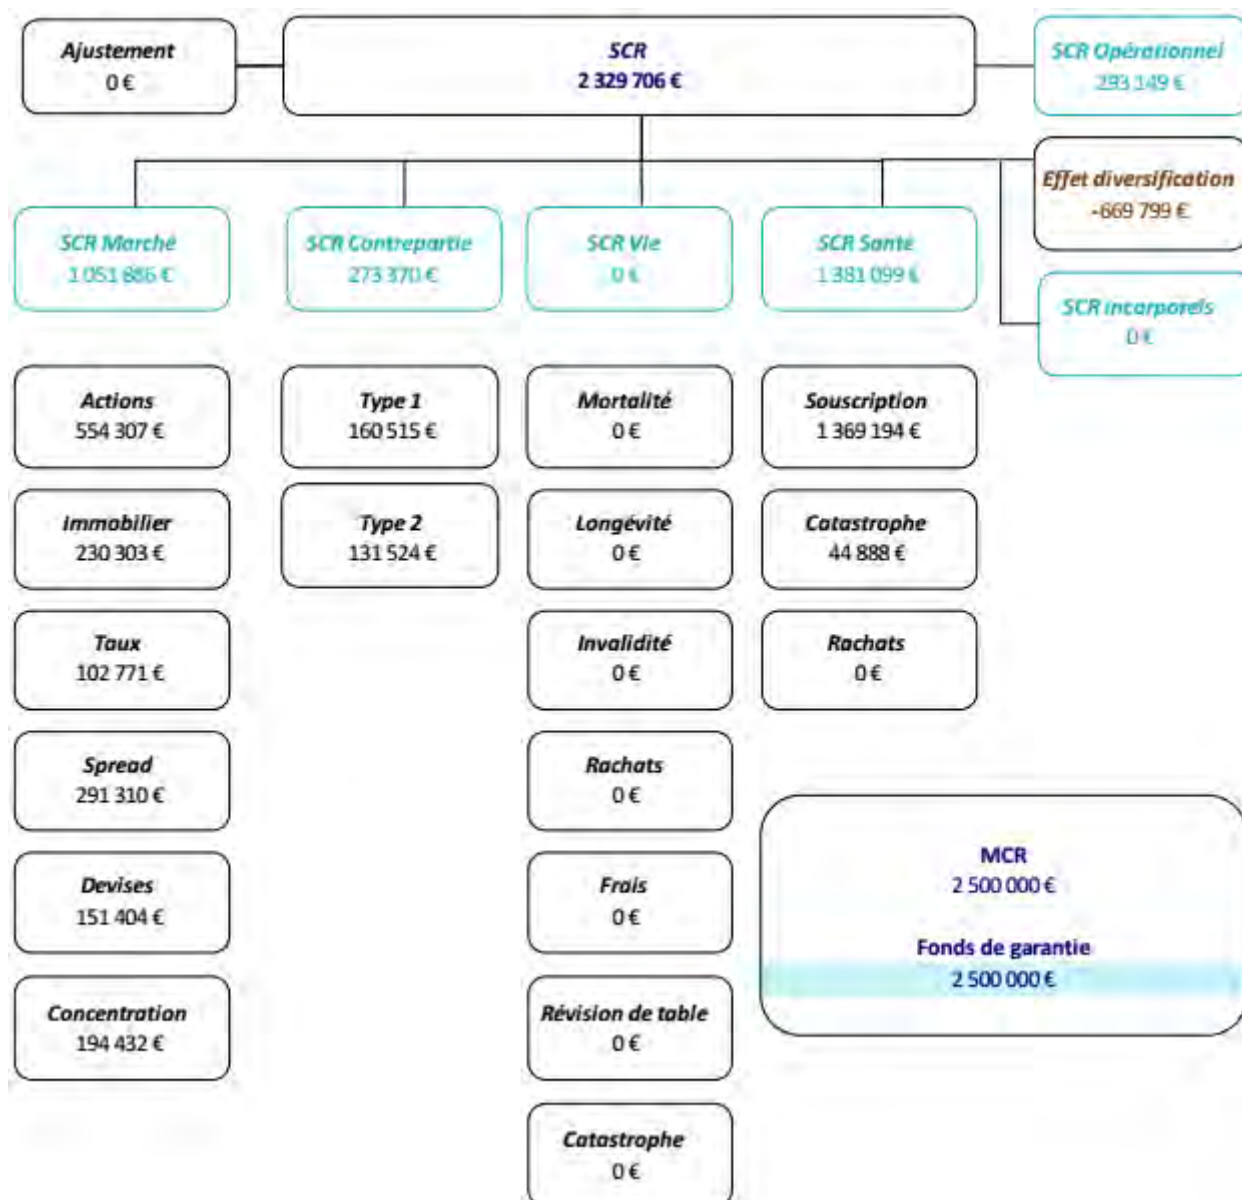 Ajustement
0 €
SCR
2 329 706 €
SCR Opérationnel
293 149 €
Effet diversification
-669 799 €
SCR Marché
1 051 886 €
SCR Contrepartie
273 370 €
SCR Vie
0 €
SCR Santé
1 381 099 €
SCR incorporels
0 €
Actions
554 307 €
Type 1
160 515 €
Mortalité
0 €
Souscription
1 369 194 €
Immobilier
230 303 €
Type 2
131 524 €
Longévité
0 €
Catastrophe
44 888 €
Taux
102 771 €
Invalidité
0 €
Rachats
0 €
Spread
291 310 €
Rachats
0 €
MCR
2 500 000 €
Devises
151 404 €
Frais
0 €
Fonds de garantie
2 500 000 €
Concentration
194 432 €
Révision de table
0 €
Catastrophe
0 €